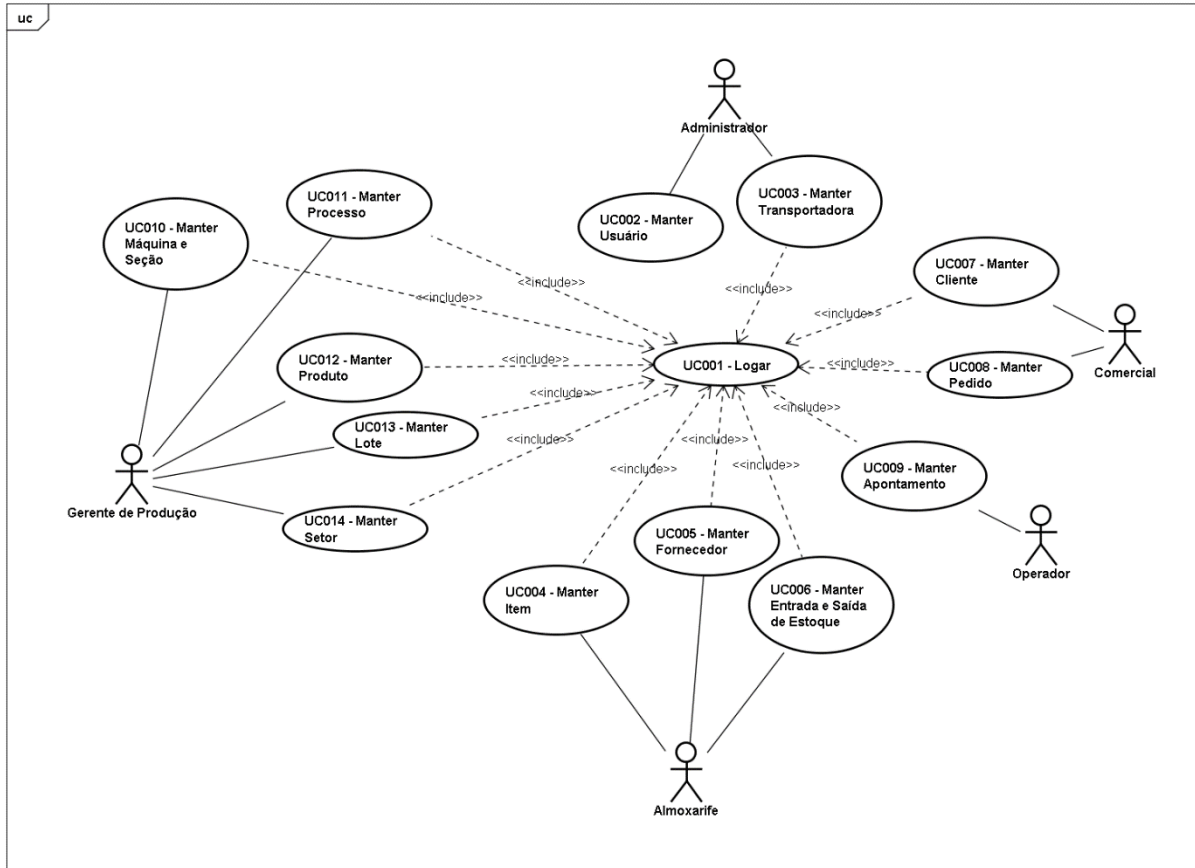 uc
Administrador
UC011 - Manter
Processo
UC003 - Manter
Transportadora
UC010 - Manter
Máquina e
Seção
UC002 - Manter
Usuário
UC007 - Manter
Cliente
<<include>>
<<include>>
<<include>>
<<include>>
<<include>>
UC012 - Manter
Produto
<<include>>
UC001 - Logar
<<include>>
UC008 - Manter
Pedido
Comercial
<<include>>
UC013 - Manter
Lote
<<include>>
<<include>>
<<include>>
<<include>>
<<include>>
UC009 - Manter
Apontamento
Gerente de Produção
UC014 - Manter
Setor
UC005 - Manter
Fornecedor
Operador
UC004 - Manter
Item
UC006 - Manter
Entrada e Saída
de Estoque
Almoxarife